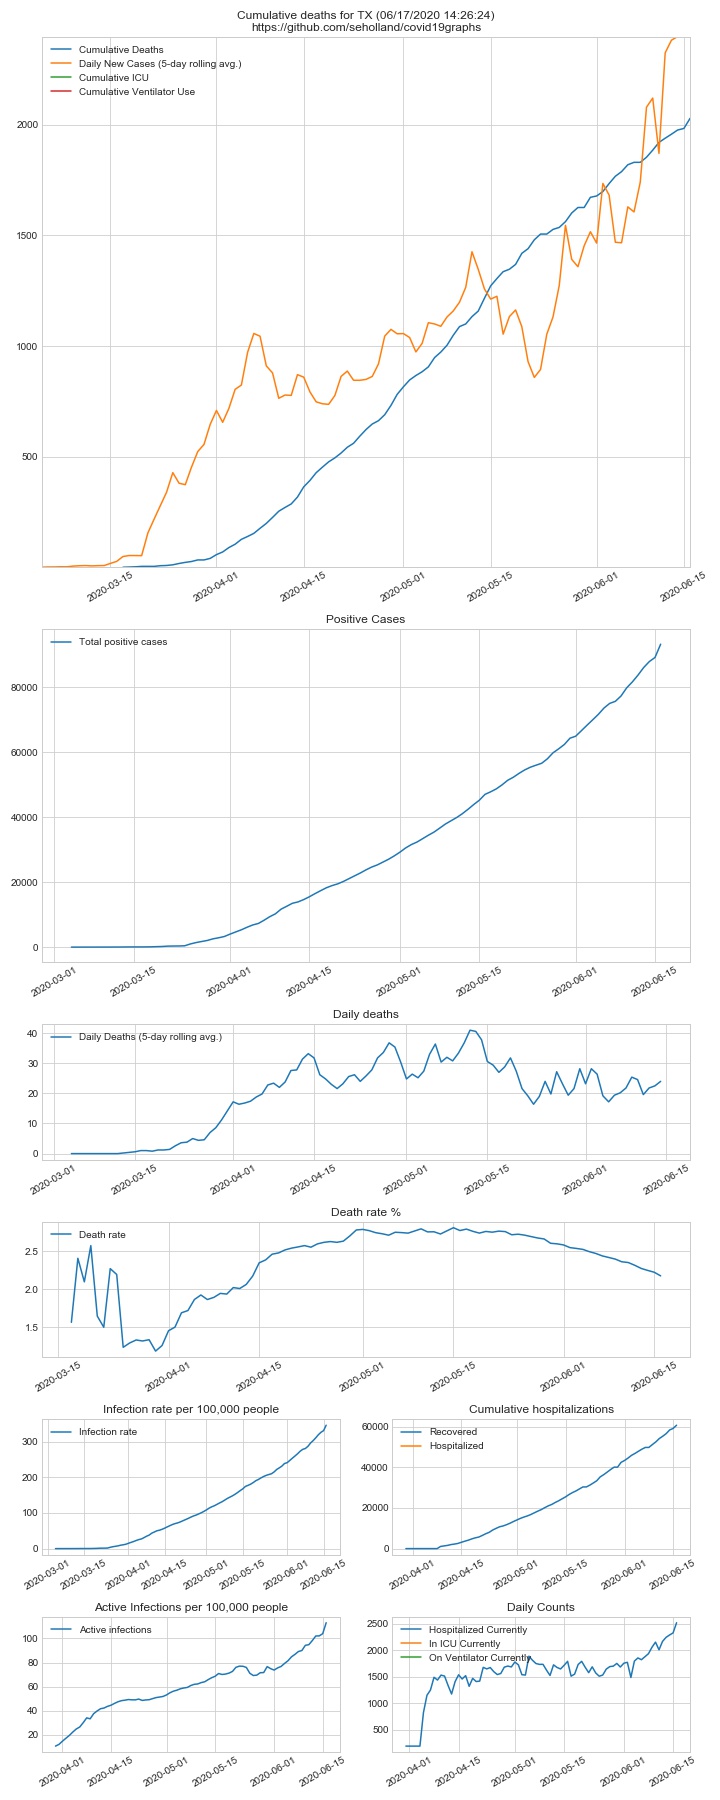 Cumulative deaths for TX (06/17/2020 14:26:24)
https://github.com/seholland/covid19graphs
Cumulative Deaths
Daily New Cases (5-day rolling avg.)
Cumulative ICU
Cumulative Ventilator Use
2000
1500
1000
500
2020-03-15 2020-04-01 2020-04-15 2020-05-01 2020-05-15 2020-06-01 2020-06-15
Positive Cases
Total positive cases
80000
60000
40000
20000
0
2020-03-01 2020-03-15 2020-04-01 2020-04-15 2020-05-01 2020-05-15 2020-06-01 2020-06-15
Daily deaths
Daily Deaths (5-day rolling avg.)
40
30
20
10
0
2020-03-01 2020-03-15 2020-04-01 2020-04-15 2020-05-01 2020-05-15 2020-06-01 2020-06-15
Death rate %
Death rate
2.5
2.0
1.5
2020-03-15 2020-04-01 2020-04-15 2020-05-01 2020-05-15 2020-06-01 2020-06-15
Infection rate per 100,000 people
Infection rate
300
200
100
0
2020-03-01 2020-03-15 2020-04-01 2020-04-15 2020-05-01 2020-05-15 2020-06-01 2020-06-15
Cumulative hospitalizations
Recovered
Hospitalized
60000
40000
20000
0
2020-04-01 2020-04-15 2020-05-01 2020-05-15 2020-06-01 2020-06-15
Active Infections per 100,000 people
Active infections
100
80
60
40
20
2020-04-01 2020-04-15 2020-05-01 2020-05-15 2020-06-01 2020-06-15
Daily Counts
Hospitalized Currently
In ICU Currently
On Ventilator Currently
2500
2000
1500
1000
500
2020-04-01 2020-04-15 2020-05-01 2020-05-15 2020-06-01 2020-06-15